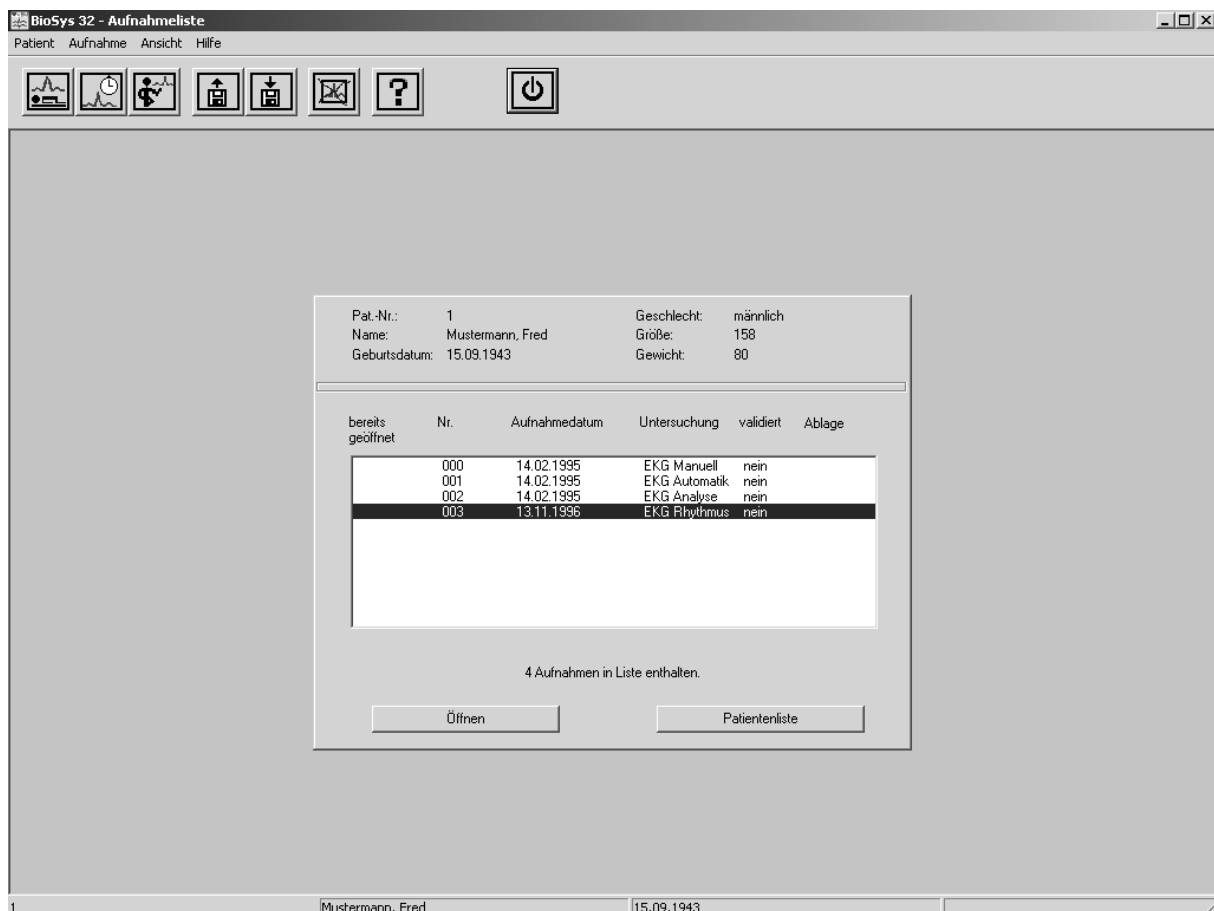 BioSys 32 - Aufnahmeliste
Patient Aufnahme Ansicht Hilfe
?
Pat.-Nr.: 1 Geschlecht: männlich
Name: Mustermann, Fred Größe: 158
Geburtsdatum: 15.09.1943 Gewicht: 80
bereits geöffnet Nr. Aufnahmedatum Untersuchung validiert Ablage
000 14.02.1995 EKG Manuell nein
001 14.02.1995 EKG Automatik nein
002 14.02.1995 EKG Analyse nein
003 13.11.1996 EKG Rhythmus nein
4 Aufnahmen in Liste enthalten.
Öffnen Patientenliste
1 Mustermann, Fred 15.09.1943